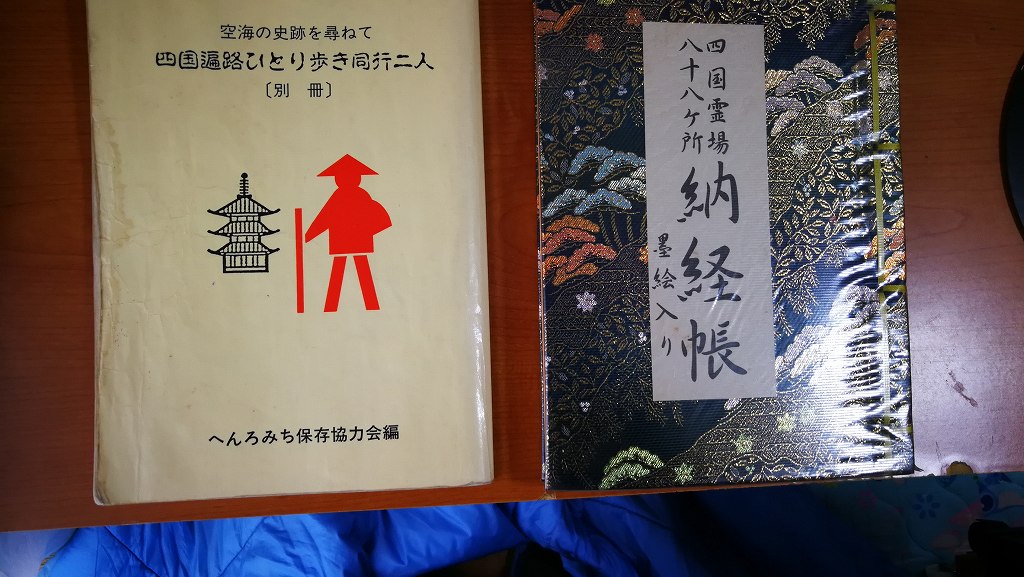 空海の史跡を尋ねて
四国遍路ひとり歩き同行二人
〔別 冊〕
へんろみち保存協力会編
四国霊場
八十八ヶ所
納経帳
墨絵入り